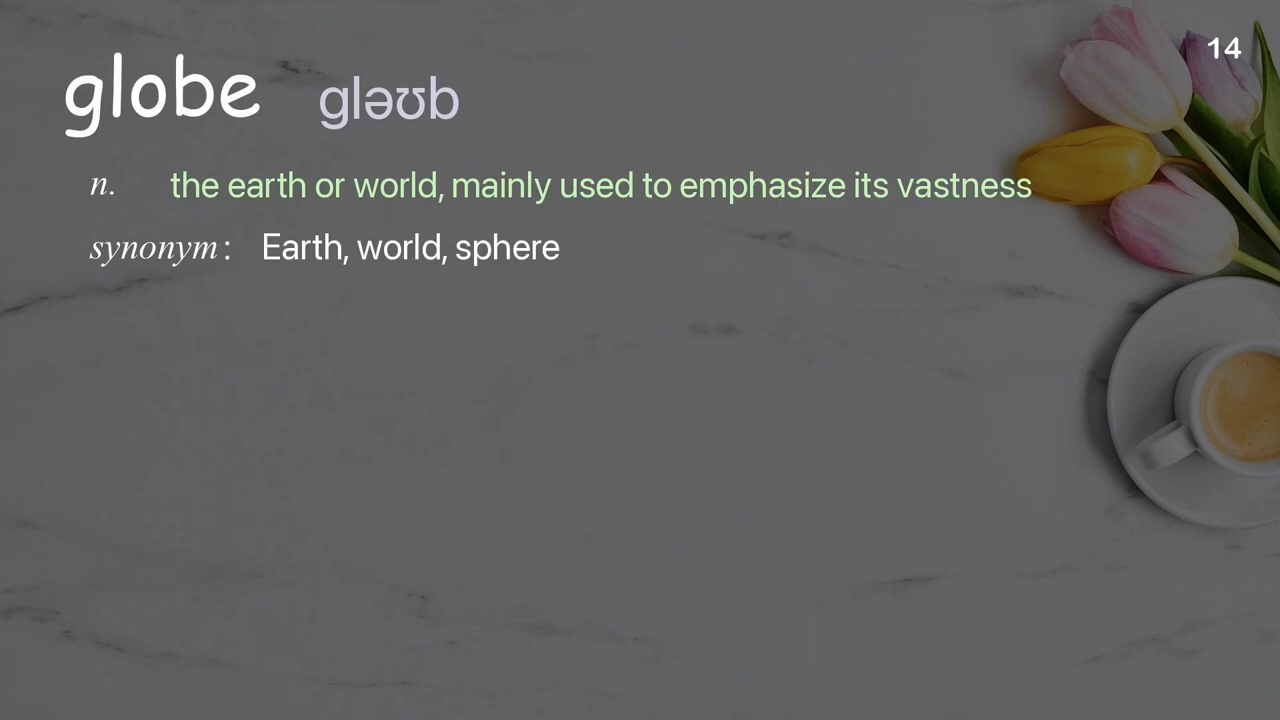 14
globe gləʊb
n. the earth or world, mainly used to emphasize its vastness
synonym: Earth, world, sphere